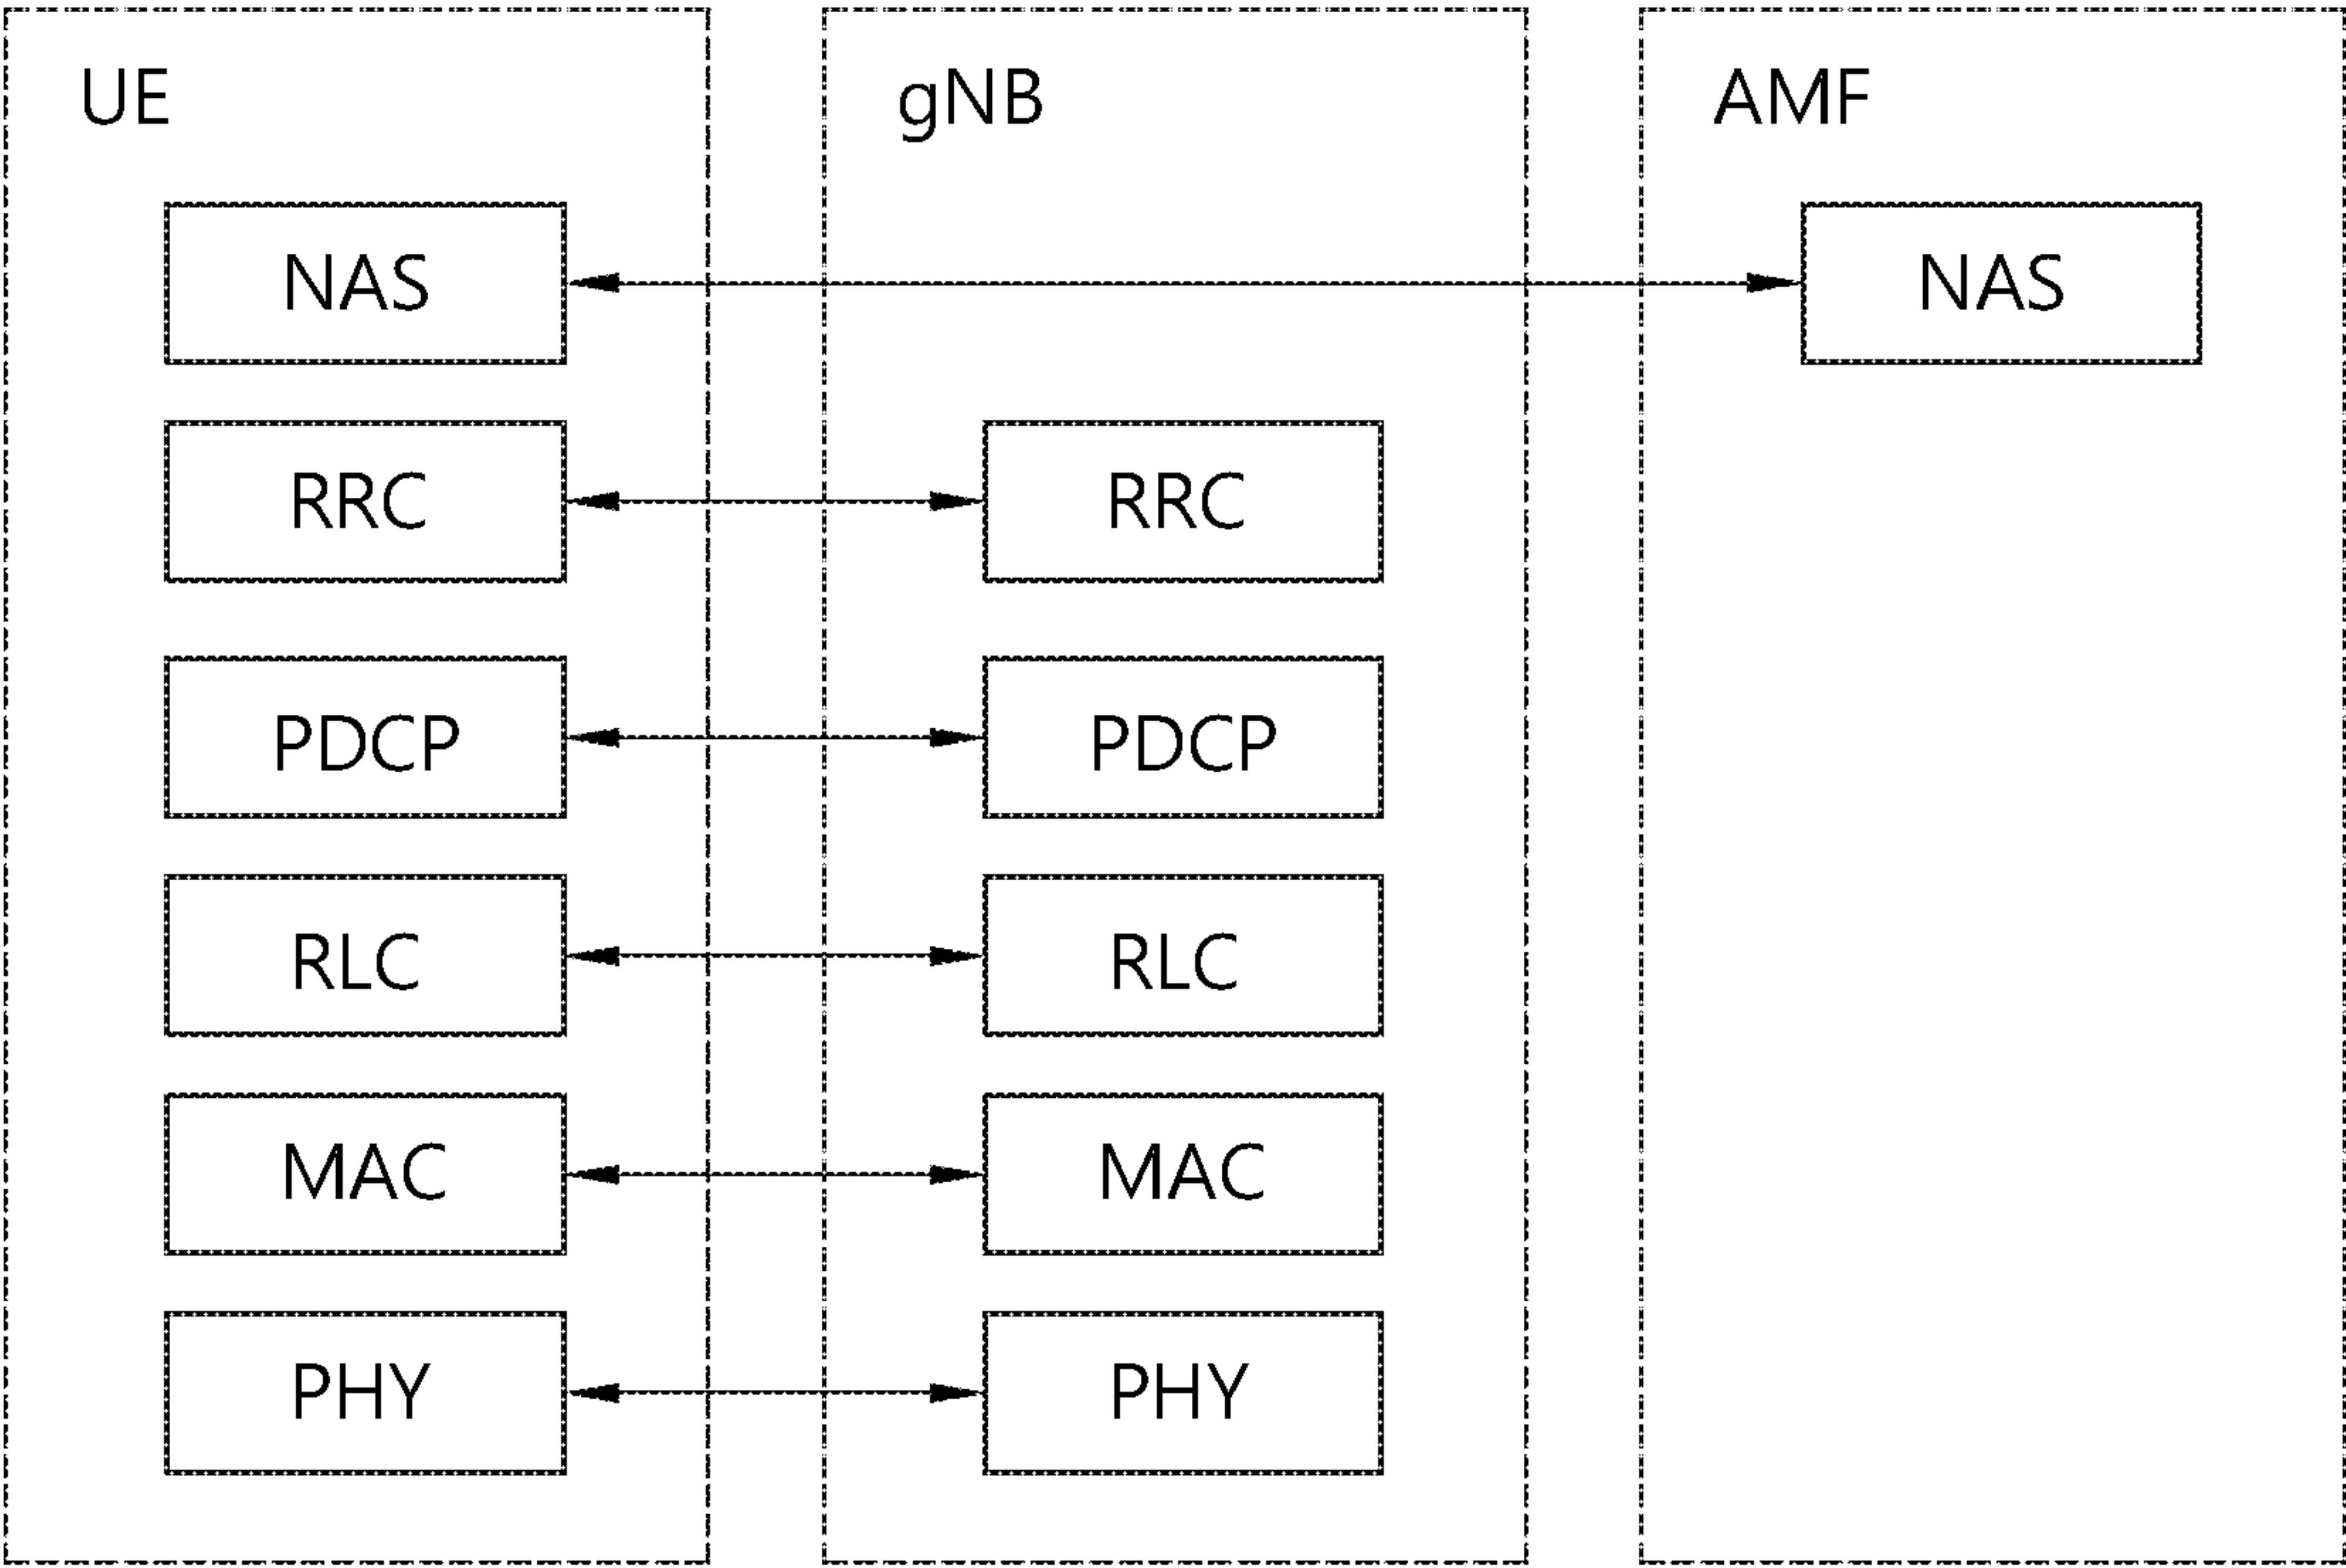 UE gNB AMF
NAS NAS
RRC RRC
PDCP PDCP
RLC RLC
MAC MAC
PHY PHY